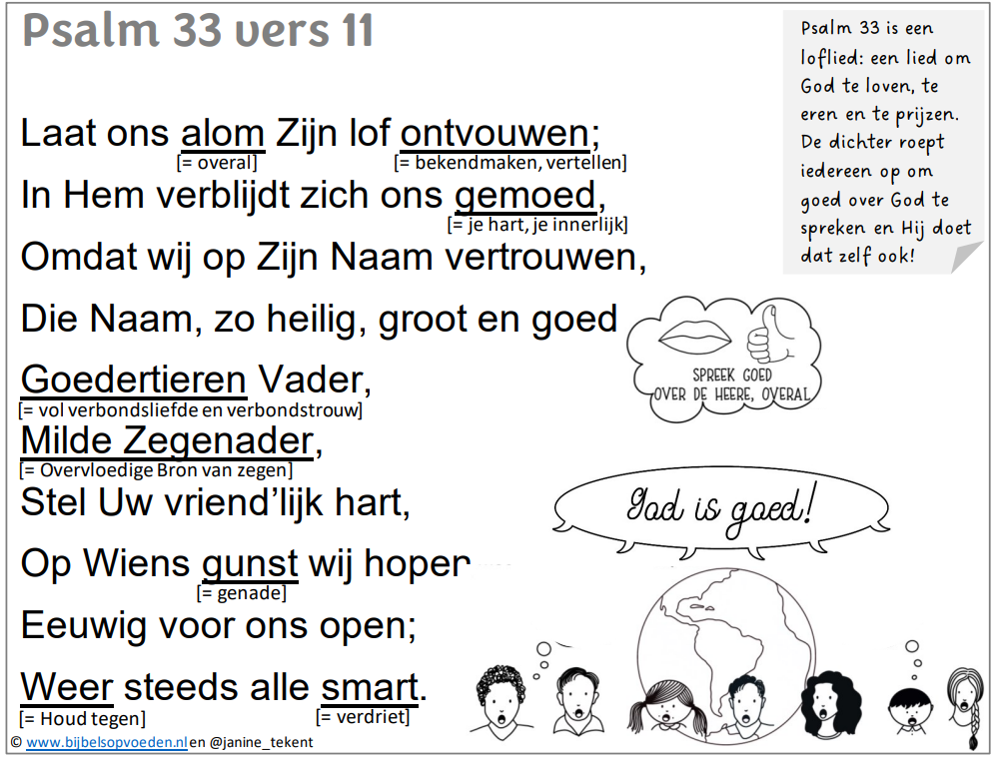 Psalm 33 vers 11
Psalm 33 is een
loflied: een lied om
God te loven, te
eren en te prijzen.
De dichter roept
iedereen op om
goed over God te
spreken en Hij doet
dat zelf ook!
Laat ons alom Zijn lof ontvouwen;
[= overal] [= bekendmaken, vertellen]
In Hem verblijdt zich ons gemoed,
[= je hart, je innerlijk]
Omdat wij op Zijn Naam vertrouwen,
Die Naam, zo heilig, groot en goed
SPREEK GOED
OVER DE HEERE, OVERAL
Goedertieren Vader,
[= vol verbondsliefde en verbondstrouw]
Milde Zegenader,
[= Overvloedige Bron van zegen]
Stel Uw vriend’lijk hart,
God is goed!
Op Wiens gunst wij hopen
[= genade]
Eeuwig voor ons open;
Weer steeds alle smart.
[= Houd tegen] [= verdriet]
© www.bijbelsopvoeden.nl en @janine_tekent